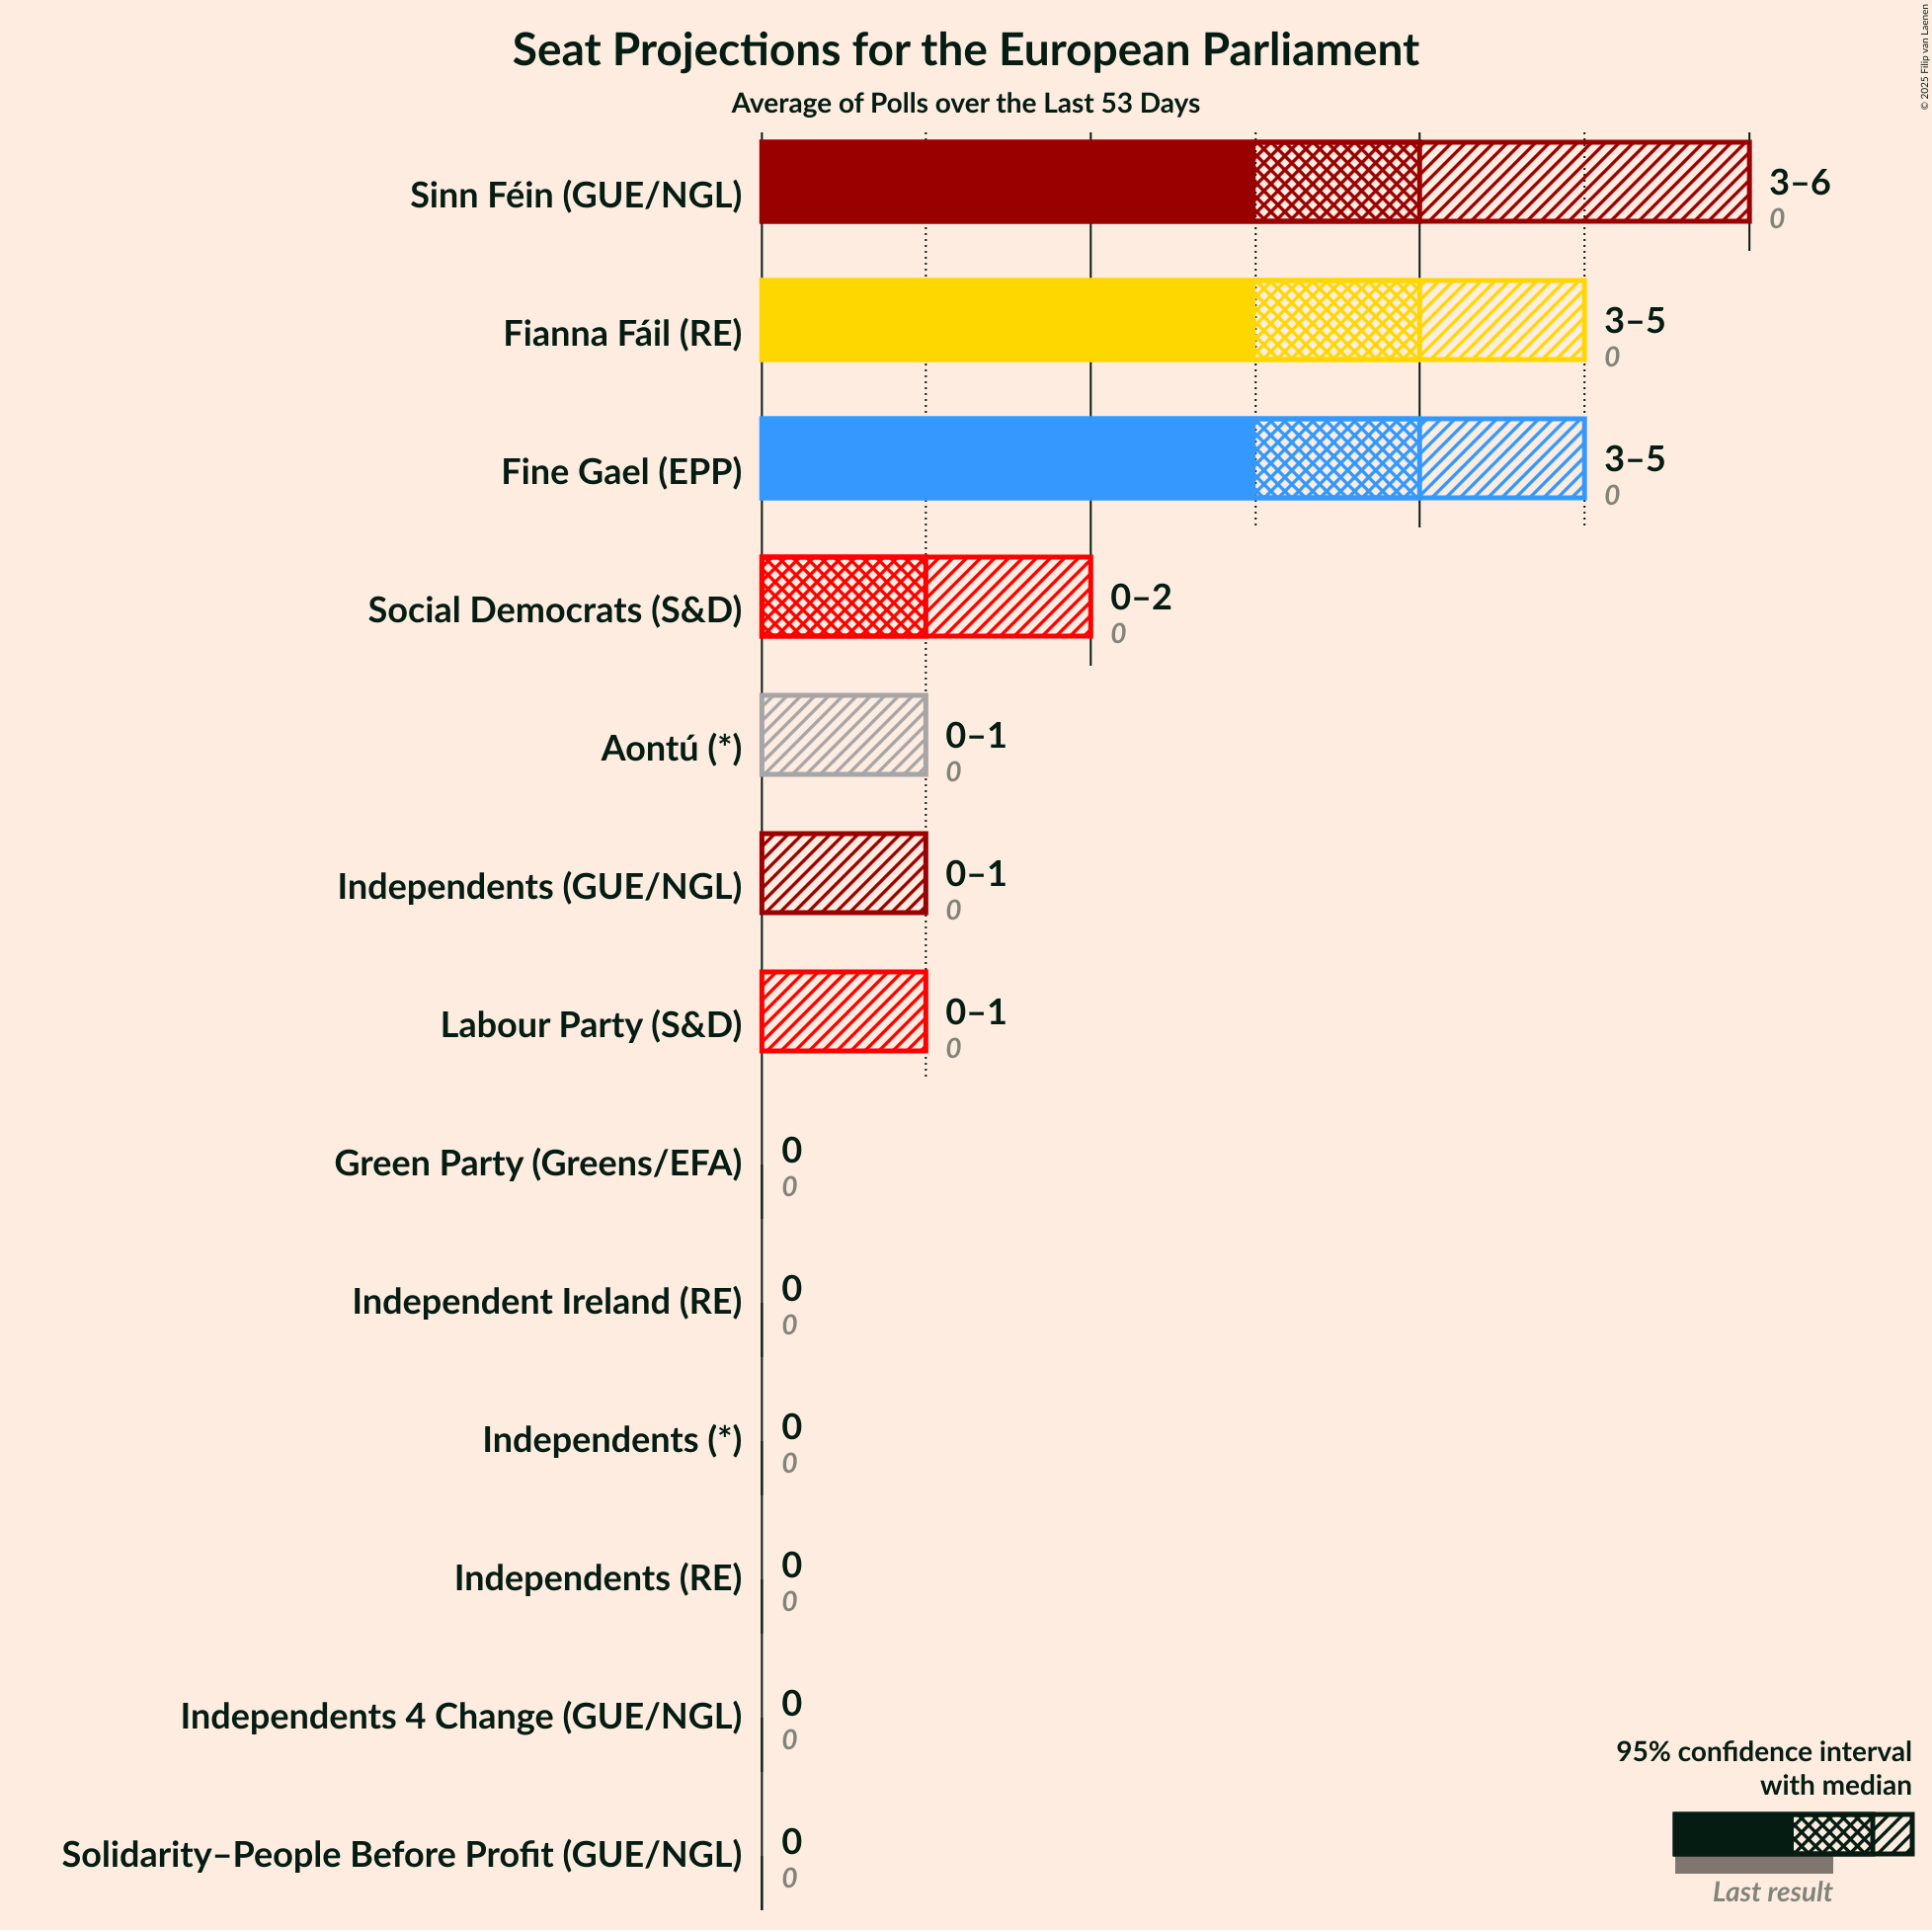 Seat Projections for the European Parliament
Average of Polls over the Last 53 Days
© 2025 Filip van Laenen
Sinn Féin (GUE/NGL)
3–6
0
Fianna Fáil (RE)
3–5
0
Fine Gael (EPP)
3–5
0
Social Democrats (S&D)
0–2
0
Aontú (*)
0–1
0
Independents (GUE/NGL)
0–1
0
Labour Party (S&D)
0–1
0
Green Party (Greens/EFA)
0
0
Independent Ireland (RE)
0
0
Independents (*)
0
0
Independents (RE)
0
0
Independents 4 Change (GUE/NGL)
0
0
Solidarity–People Before Profit (GUE/NGL)
0
0
95% confidence interval
with median
Last result